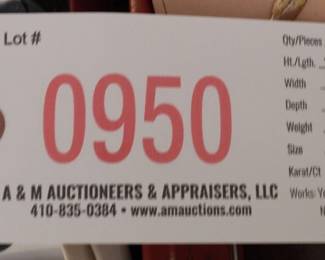 Lot #
0950
A & M AUCTIONEERS & APPRAISERS, LLC
410-835-0384 • www.amauctions.com
Qty/Pieces
Ht./Lgth.
Width
Depth
Weight
Size
Karat/Ct
Works: